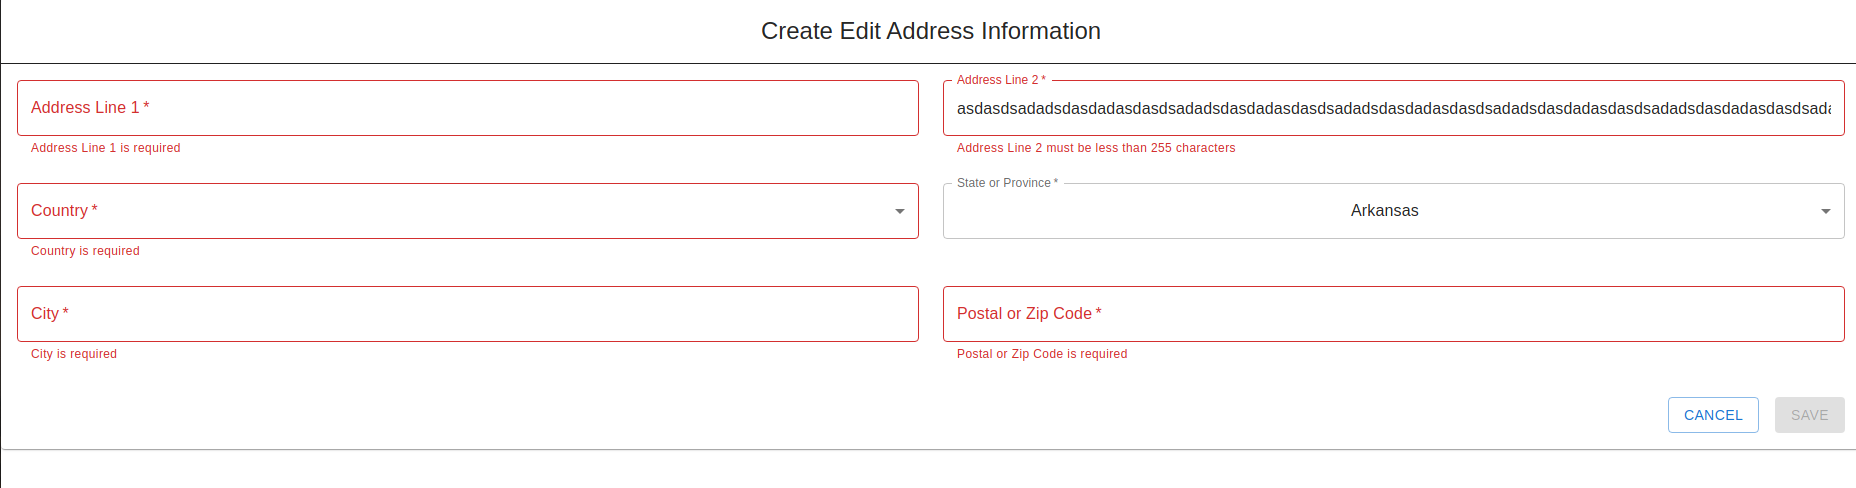 Create Edit Address Information
Address Line 1 *
Address Line 1 is required
Address Line 2 *
asdasdsadadsdasdadasdasdsadadsdasdadasdasdsadadsdasdadasdasdsadadsdasdadasdasdsadadsdasdadasdasdsada
Address Line 2 must be less than 255 characters
Country *
Country is required
State or Province *
Arkansas
City *
City is required
Postal or Zip Code *
Postal or Zip Code is required
CANCEL
SAVE